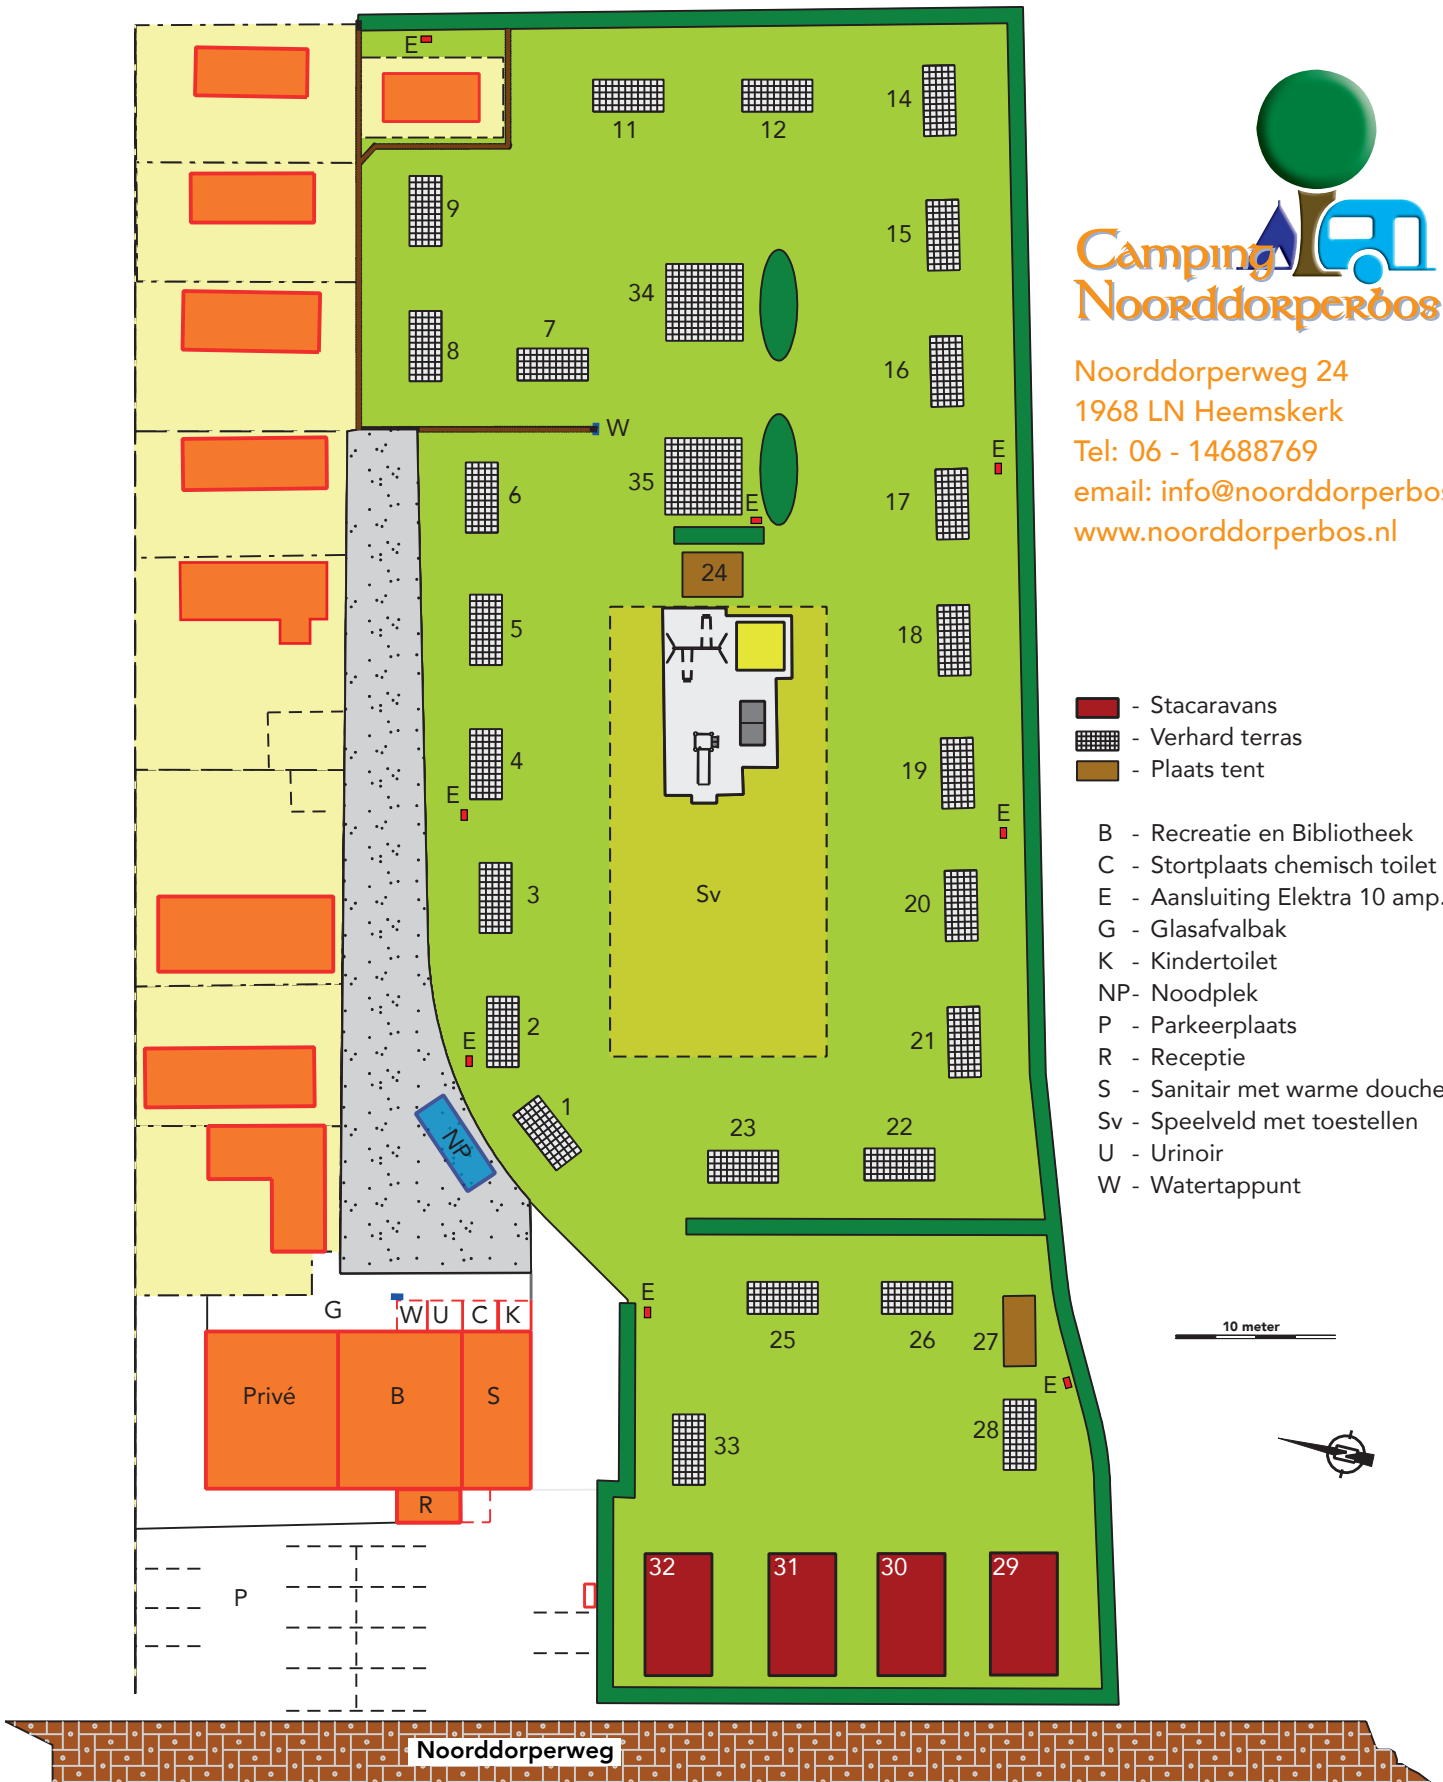 E
11
12
14
9
15
34
7
8
16
W
E
6
35
E
17
24
5
18
4
19
E
E
3
Sv
20
2
E
21
1
NP
23
22
E
G
W
U
C
K
25
26
27
E
Privé
B
S
33
28
R
P
32
31
30
29
Noorddorperweg
Camping
Noorddorperbos
Noorddorperweg 24
1968 LN Heemskerk
Tel: 06 - 14688769
email: info@noorddorperbos
www.noorddorperbos.nl
- Stacaravans
- Verhard terras
- Plaats tent
B - Recreatie en Bibliotheek
C - Stortplaats chemisch toilet
E - Aansluiting Elektra 10 amp.
G - Glasafvalbak
K - Kindertoilet
NP- Noodplek
P - Parkeerplaats
R - Receptie
S - Sanitair met warme douche
Sv - Speelveld met toestellen
U - Urinoir
W - Watertappunt
10 meter